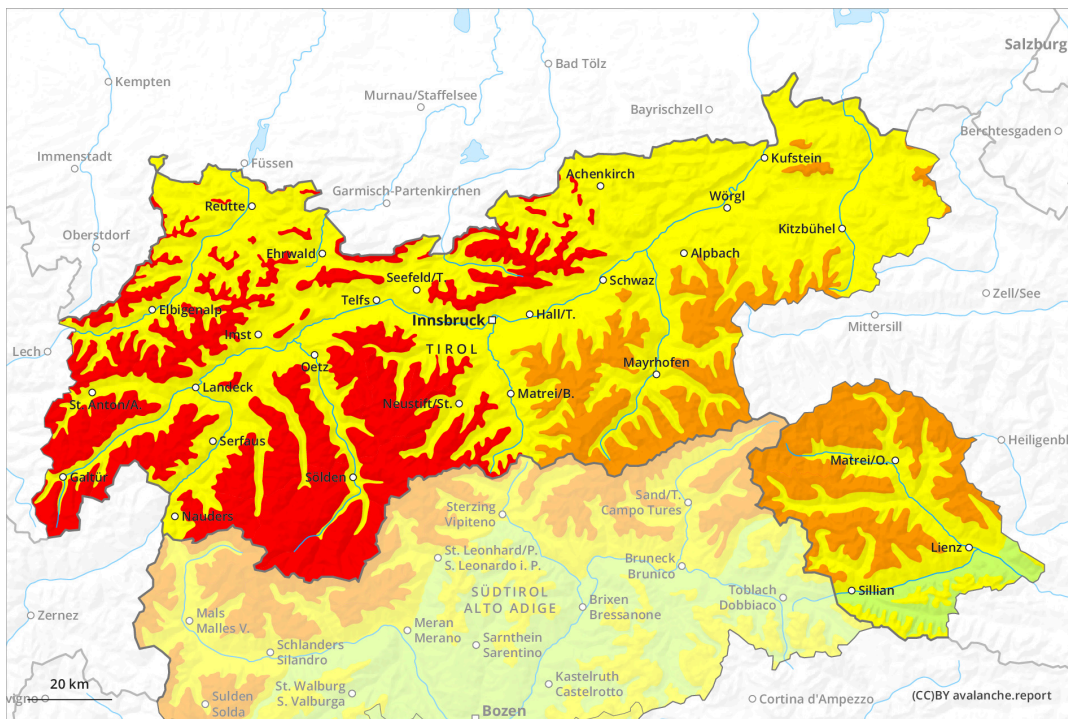 Salzburg
Bad Tölz
Kempten
Murnau/Staffelsee
Bayrischzell
Berchtesgaden
Immenstadt
Füssen
Kufstein
Achenkirch
Garmisch-Partenkirchen
Reutte
Wörgl
Oberstdorf
Kitzbühel
Ehrwald
Alpbach
Seefeld/T.
Schwaz
Zell/See
Telfs
Elbigenalp
Innsbruck
Hall/T.
Mittersill
Imst
Lech
TIROL
Mayrhofen
Oetz
Landeck
St. Anton/A.
Neustift/St.
Matrei/B.
Serfaus
Heiligenbl
Matrei/O.
Galtür
Sölden
Sand/T.
Campo Tures
Sterzing
Vipiteno
Nauders
Lienz
St. Leonhard/P.
S. Leonardo i. P.
Bruneck
Brunico
Sillian
SÜDTIROL
ALTO ADIGE
Toblach
Dobbiaco
Zernez
Brixen
Bressanone
Mals
Malles V.
Meran
Merano
Sarnthein
Sarentino
Schlanders
Silandro
20 km
St. Walburg
S. Valburga
Kastelruth
Castelrotto
vigno
Sulden
Solda
Cortina d'Ampezzo
(CC)BY avalanche.report
Bozen